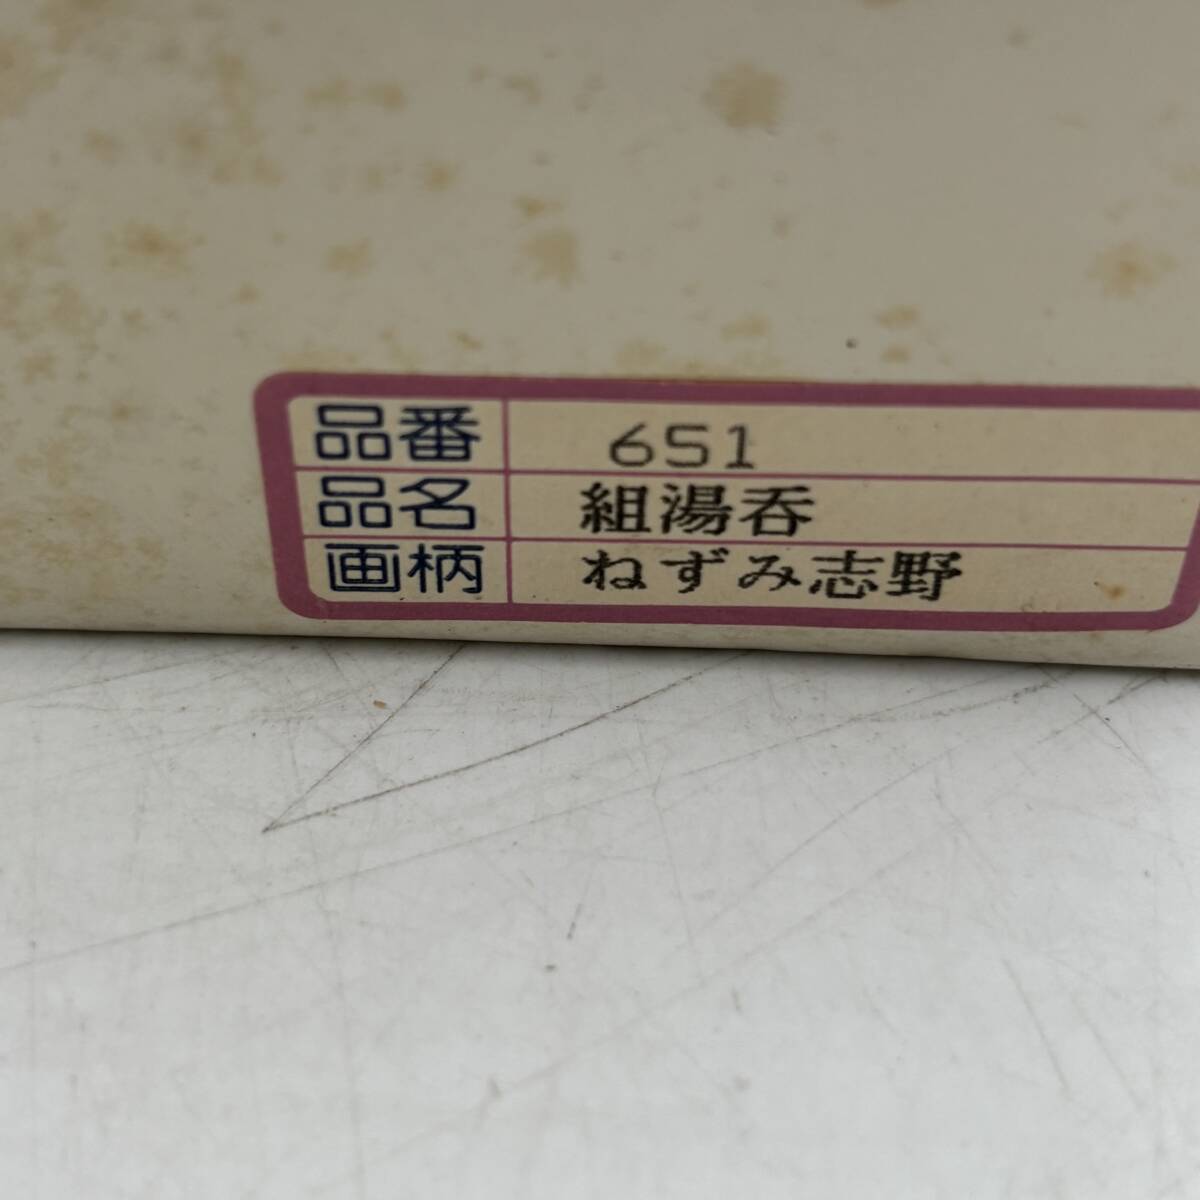 品番 651
品名 組湯呑
画柄 ねずみ志野